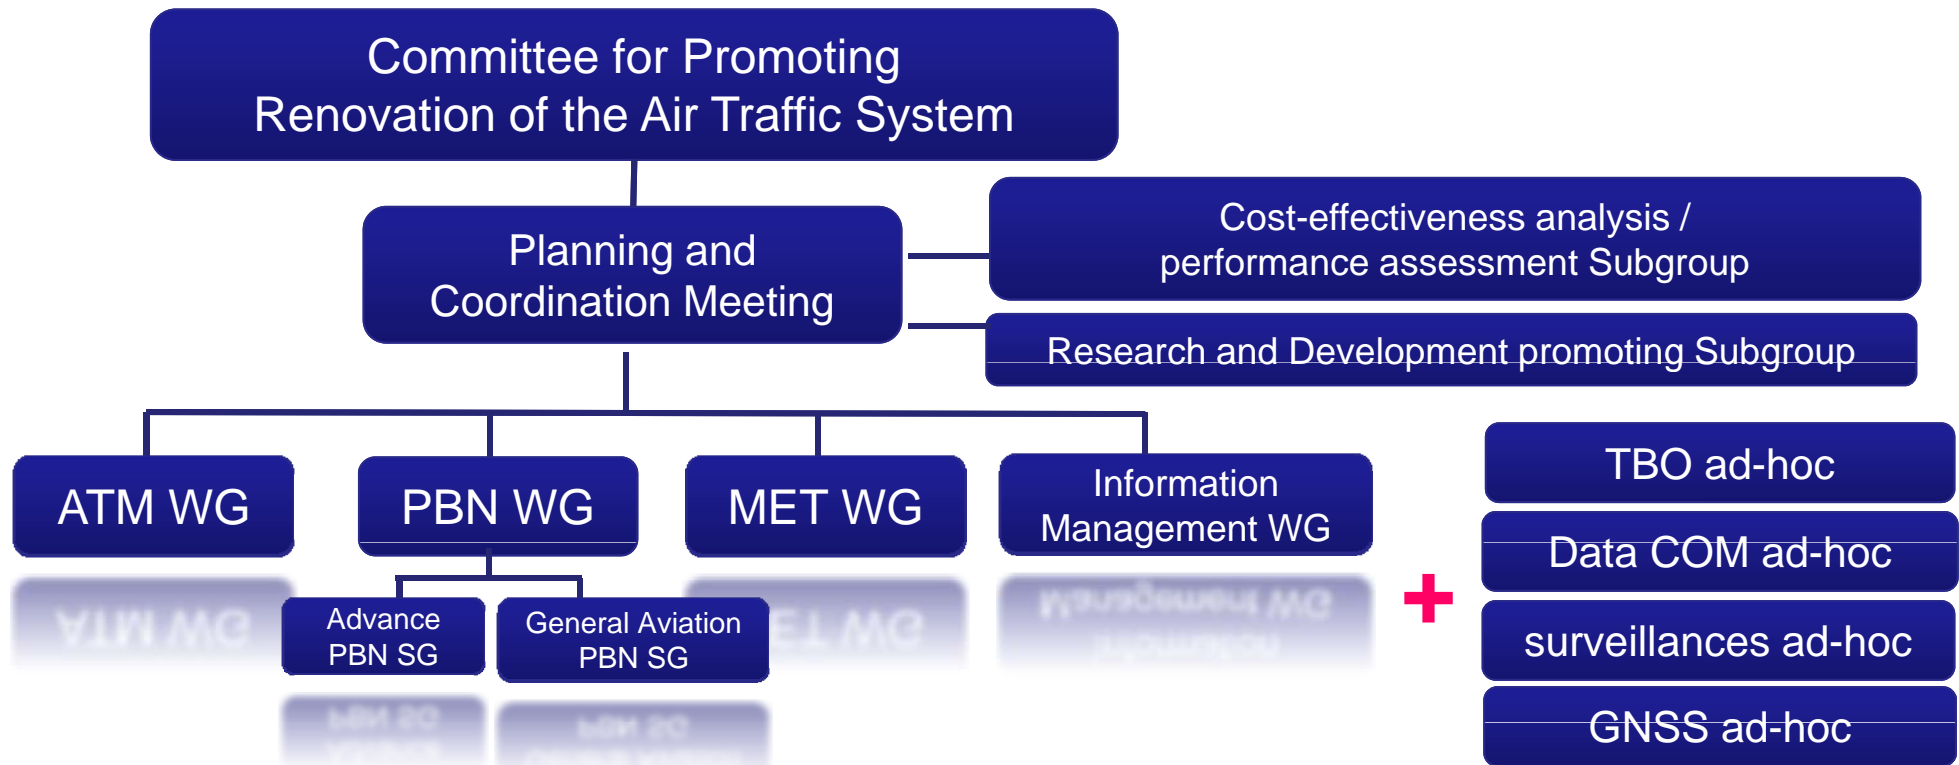 Committee for Promoting
Renovation of the Air Traffic System
Planning and
Coordination Meeting
Cost-effectiveness analysis /
performance assessment Subgroup
Research and Development promoting Subgroup
ATM WG
PBN WG
MET WG
Information
Management WG
Advance
PBN SG
General Aviation
PBN SG
+
TBO ad-hoc
Data COM ad-hoc
surveillances ad-hoc
GNSS ad-hoc